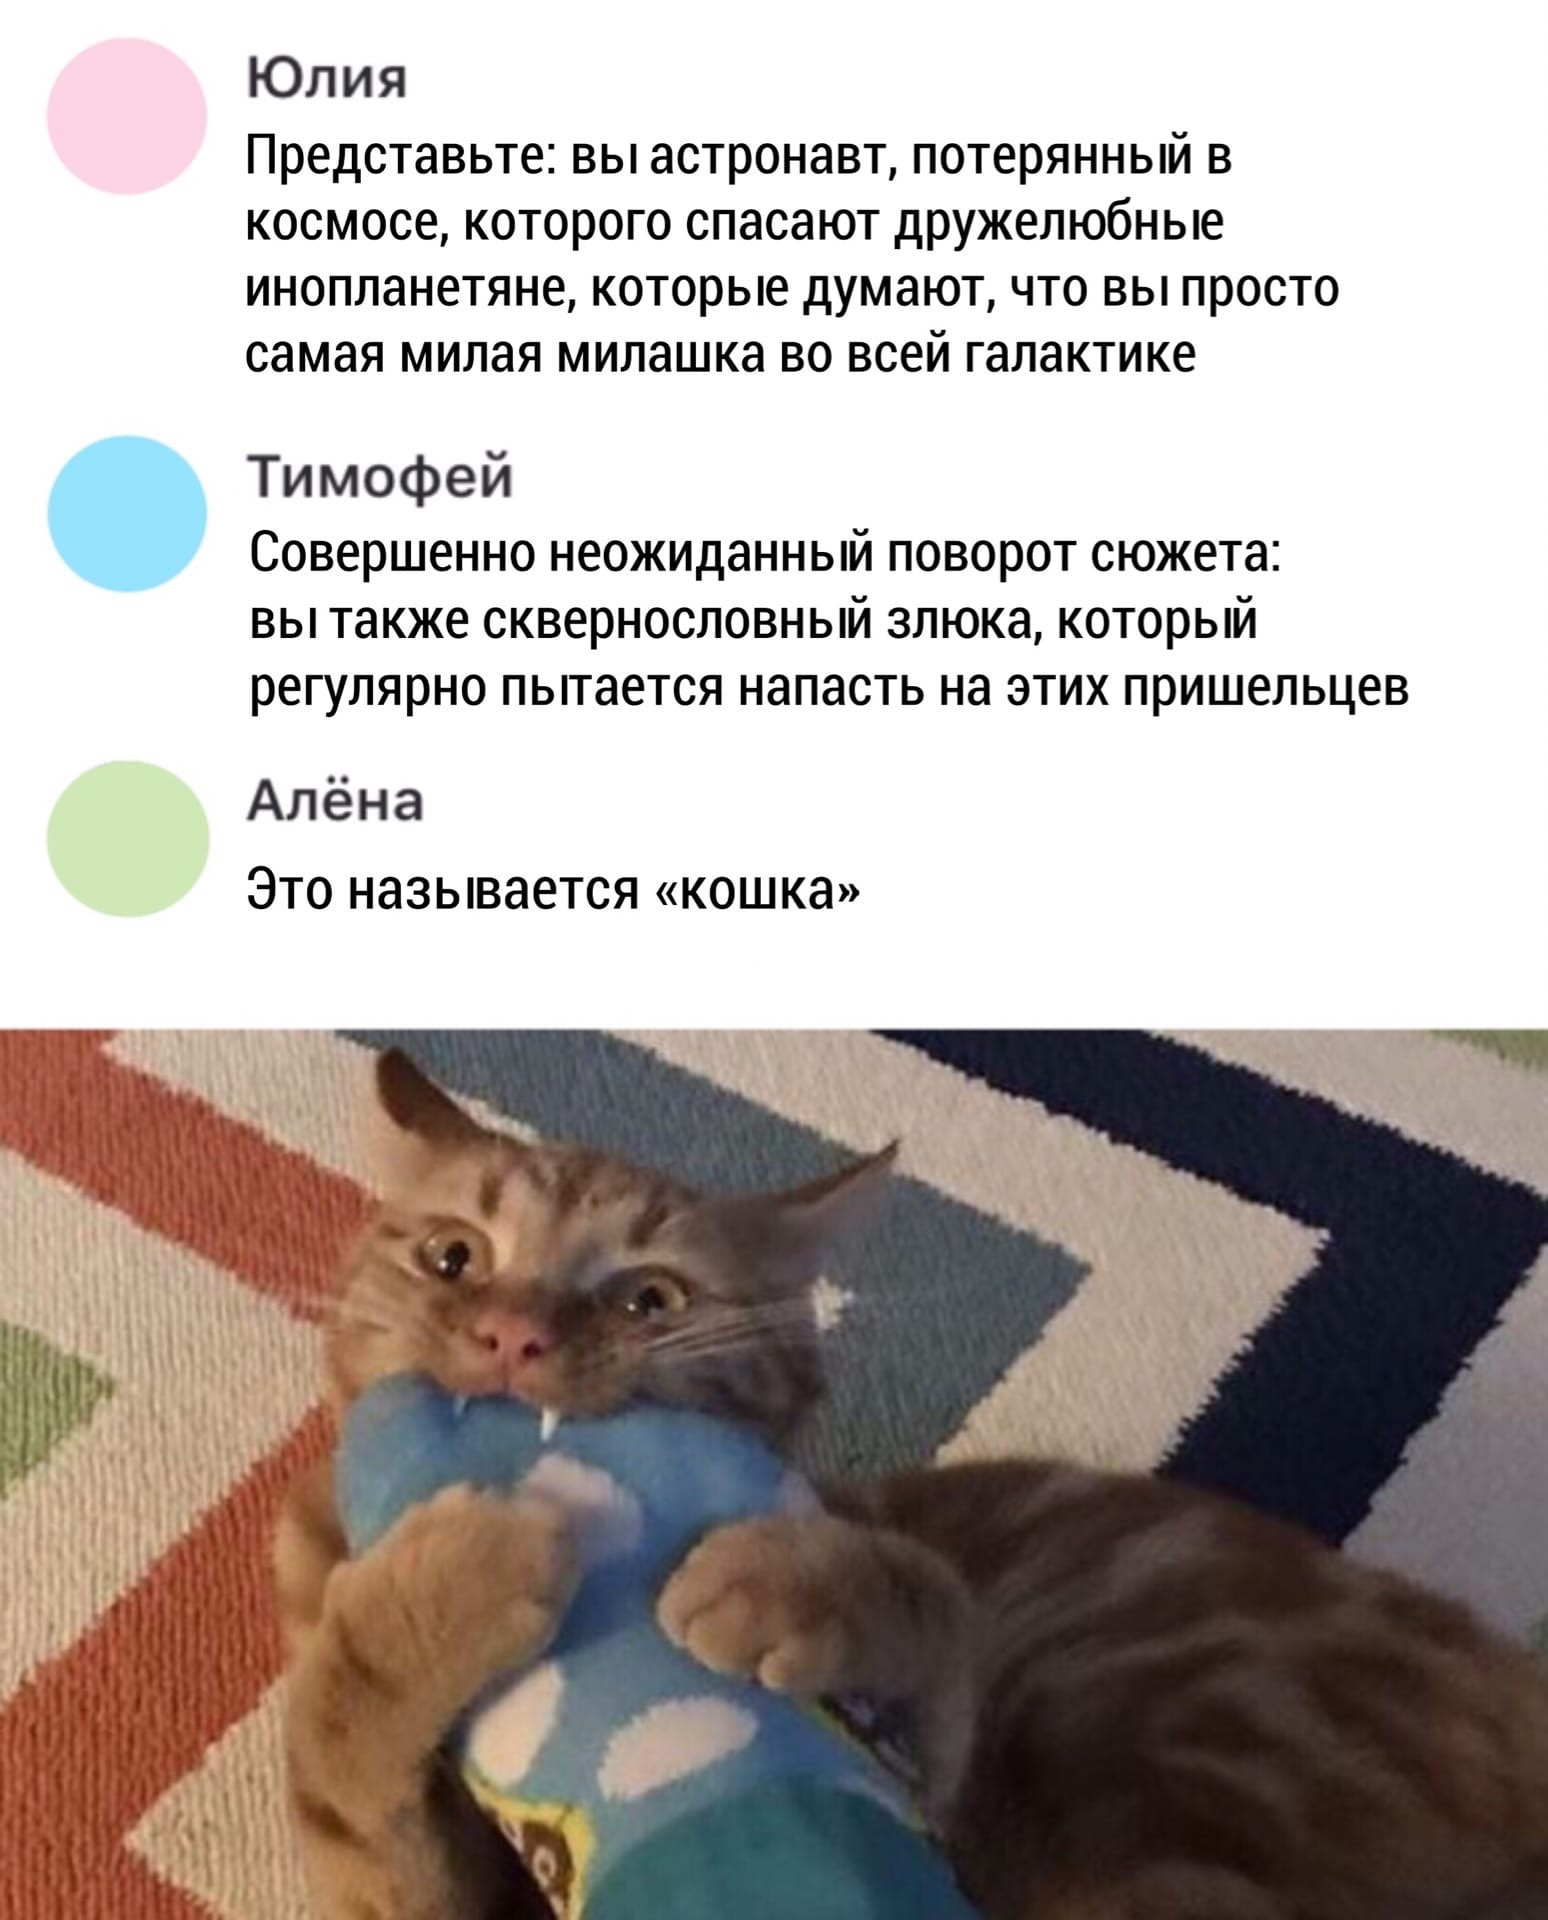 Юлия
Представьте: вы астронавт, потерянный в
космосе, которого спасают дружелюбные
инопланетяне, которые думают, что вы просто
самая милая милашка во всей галактике
Тимофей
Совершенно неожиданный поворот сюжета:
вы также сквернословный злюка, который
регулярно пытается напасть на этих пришельцев
Алёна
Это называется «кошка»